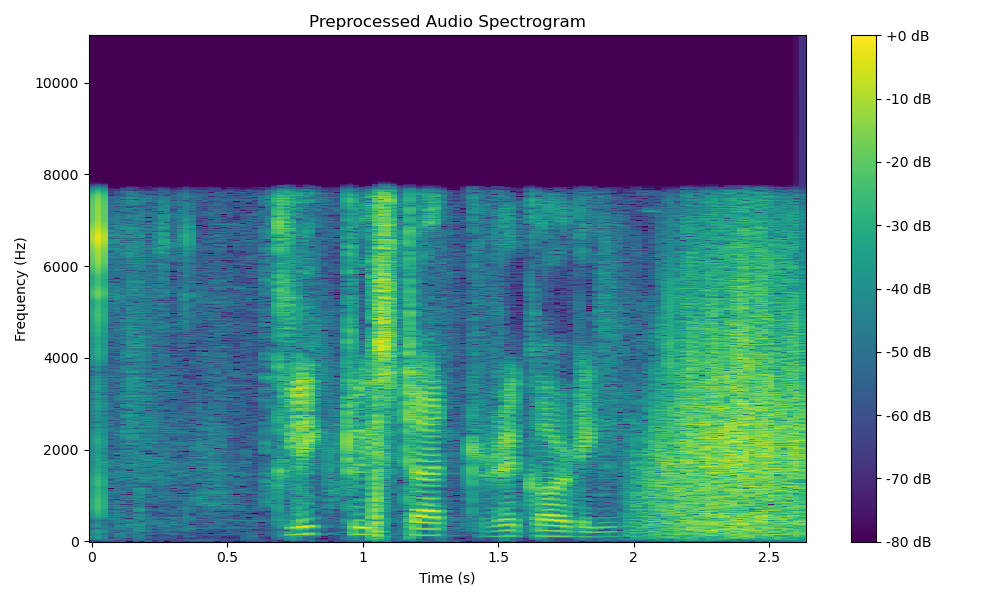 Preprocessed Audio Spectrogram
Frequency (Hz)
10000
8000
6000
4000
2000
0
0
0.5
1
1.5
2
2.5
Time (s)
+0 dB
-10 dB
-20 dB
-30 dB
-40 dB
-50 dB
-60 dB
-70 dB
-80 dB